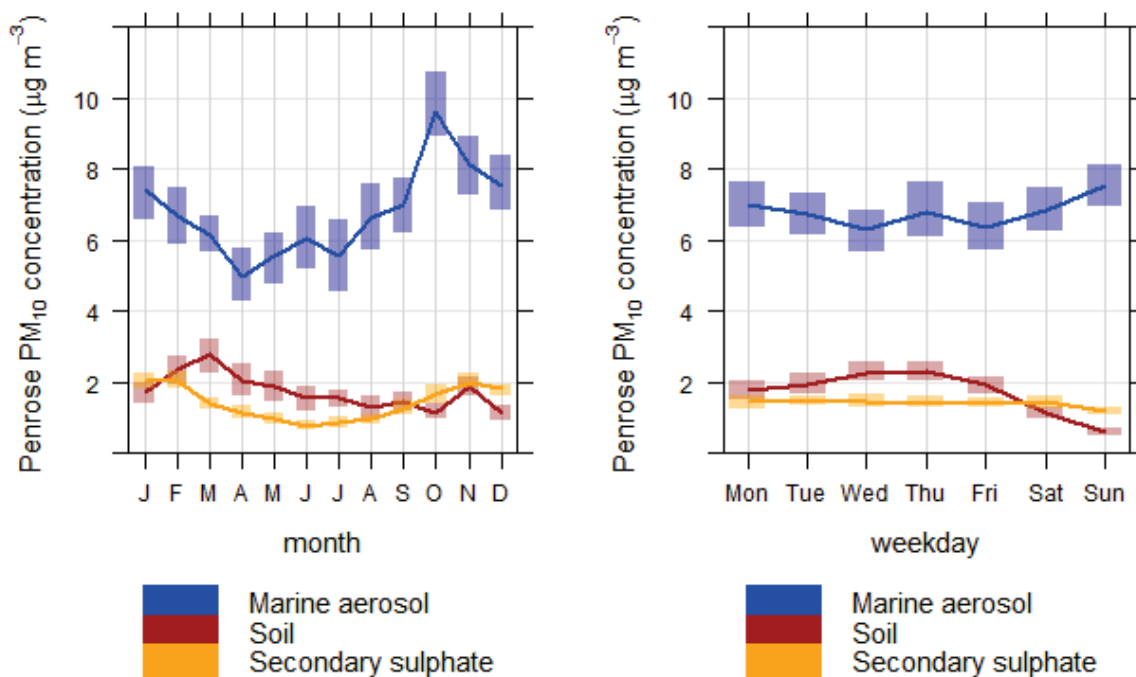 Penrose PM₁₀ concentration (µg m⁻³)
10
8
6
4
2
J F M A M J J A S O N D
month
Marine aerosol
Soil
Secondary sulphate
Penrose PM₁₀ concentration (µg m⁻³)
10
8
6
4
2
Mon Tue Wed Thu Fri Sat Sun
weekday
Marine aerosol
Soil
Secondary sulphate